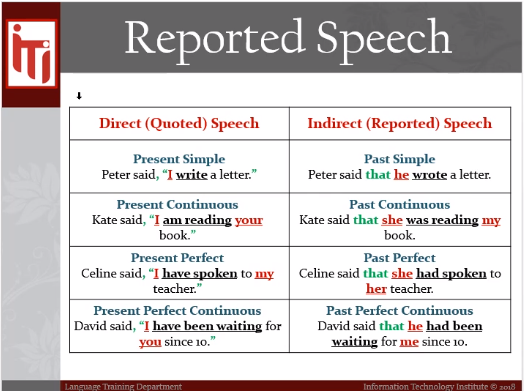 iTi
Reported Speech
Direct (Quoted) Speech
Indirect (Reported) Speech
Present Simple
Peter said, “I write a letter.”
Past Simple
Peter said that he wrote a letter.
Present Continuous
Kate said, “I am reading your
book.”
Past Continuous
Kate said that she was reading my
book.
Present Perfect
Celine said, “I have spoken to my
teacher.”
Past Perfect
Celine said that she had spoken to
her teacher.
Present Perfect Continuous
David said, “I have been waiting for
you since 10.”
Past Perfect Continuous
David said that he had been
waiting for me since 10.
Language Training Department
Information Technology Institute © 2018